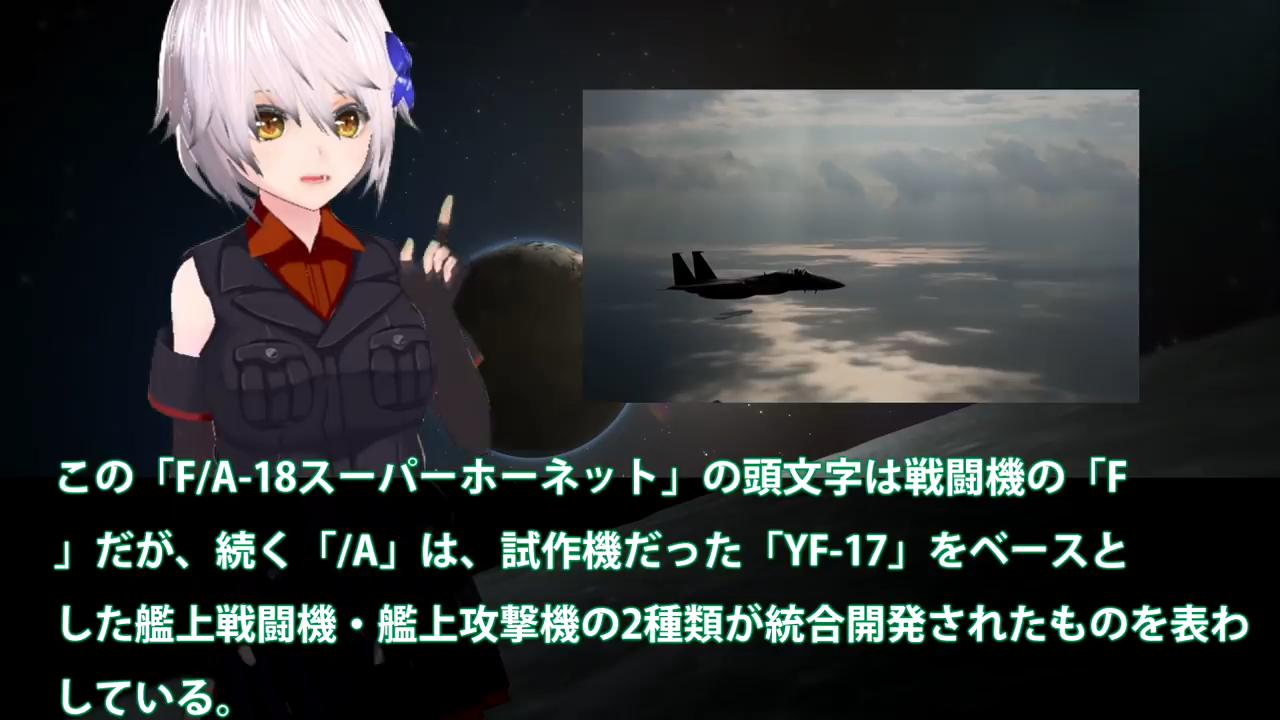 この「F/A-18スーパーホーネット」の頭文字は戦闘機の「F
」だが、続く「/A」は、試作機だった「YF-17」をベースと
した艦上戦闘機・艦上攻撃機の2種類が統合開発されたものを表わ
している。